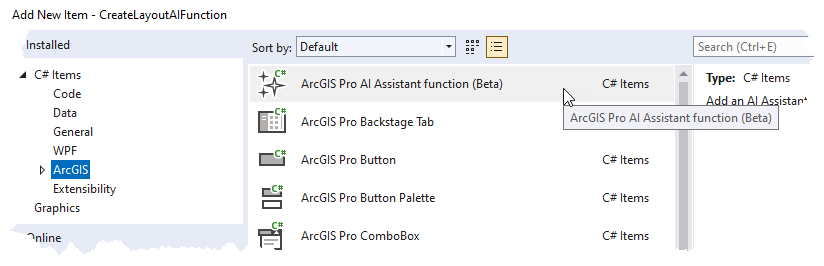 Add New Item - CreateLayoutAIFunction
Installed
Sort by: Default
Search (Ctrl+E)
C# Items
Code
Data
General
WPF
ArcGIS
Extensibility
Graphics
Online
C#
ArcGIS Pro AI Assistant function (Beta) C# Items
C#
ArcGIS Pro Backstage Tab
C#
ArcGIS Pro Button C# Items
C#
ArcGIS Pro Button Palette C# Items
C#
ArcGIS Pro ComboBox C# Items
Type: C# Items
Add an AI Assistant
ArcGIS Pro AI Assistant function (Beta)